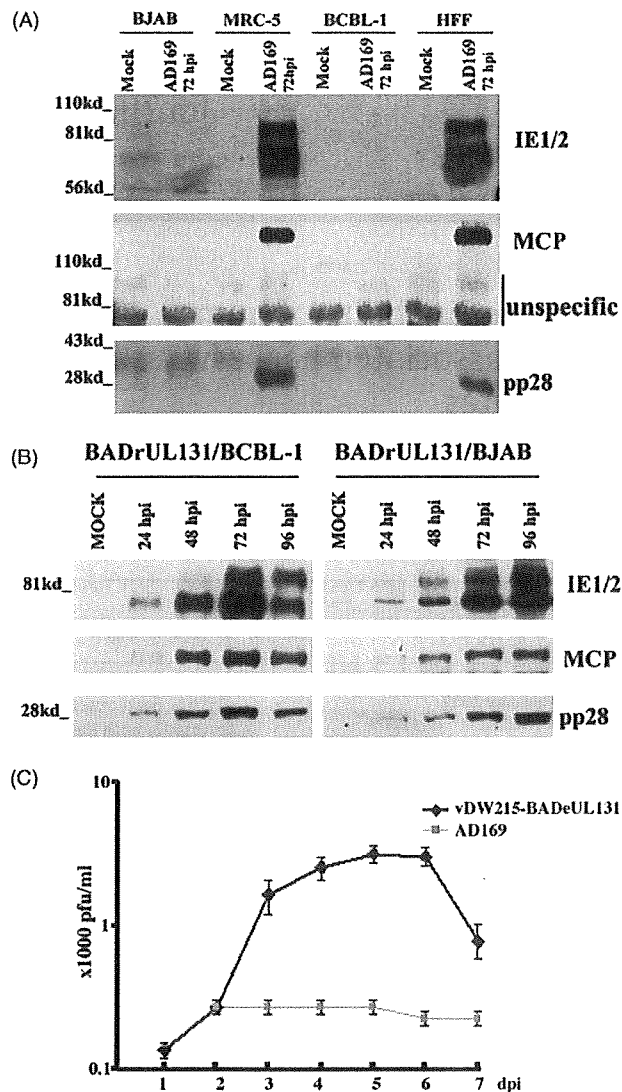 (A)
BJAB MRC-5 BCBL-1 HFF
Mock AD169 72 hpi Mock AD169 72hpi Mock AD169 72 hpi Mock AD169 72 hpi
110kd_
81kd_
56kd_
IE1/2
MCP
110kd_
81kd_
unspecific
43kd_
28kd_
pp28
(B)
BADrUL131/BCBL-1 BADrUL131/BJAB
MOCK 24 hpi 48 hpi 72 hpi 96 hpi MOCK 24 hpi 48 hpi 72 hpi 96 hpi
81kd_
IE1/2
MCP
28kd_
pp28
(C)
x1000 pfu/ml
10
1
0.1
vDW215-BADeUL131
AD169
1 2 3 4 5 6 7 dpi